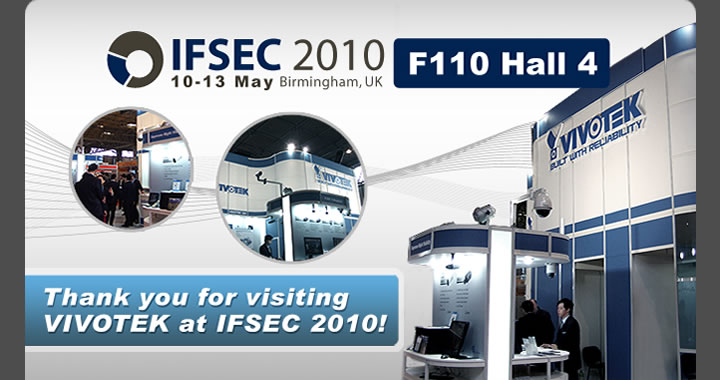 IFSEC 2010
10-13 May Birmingham, UK
F110 Hall 4
VIVOTEK
BUILT WITH RELIABILITY
VIVOTEK
Thank you for visiting
VIVOTEK at IFSEC 2010!